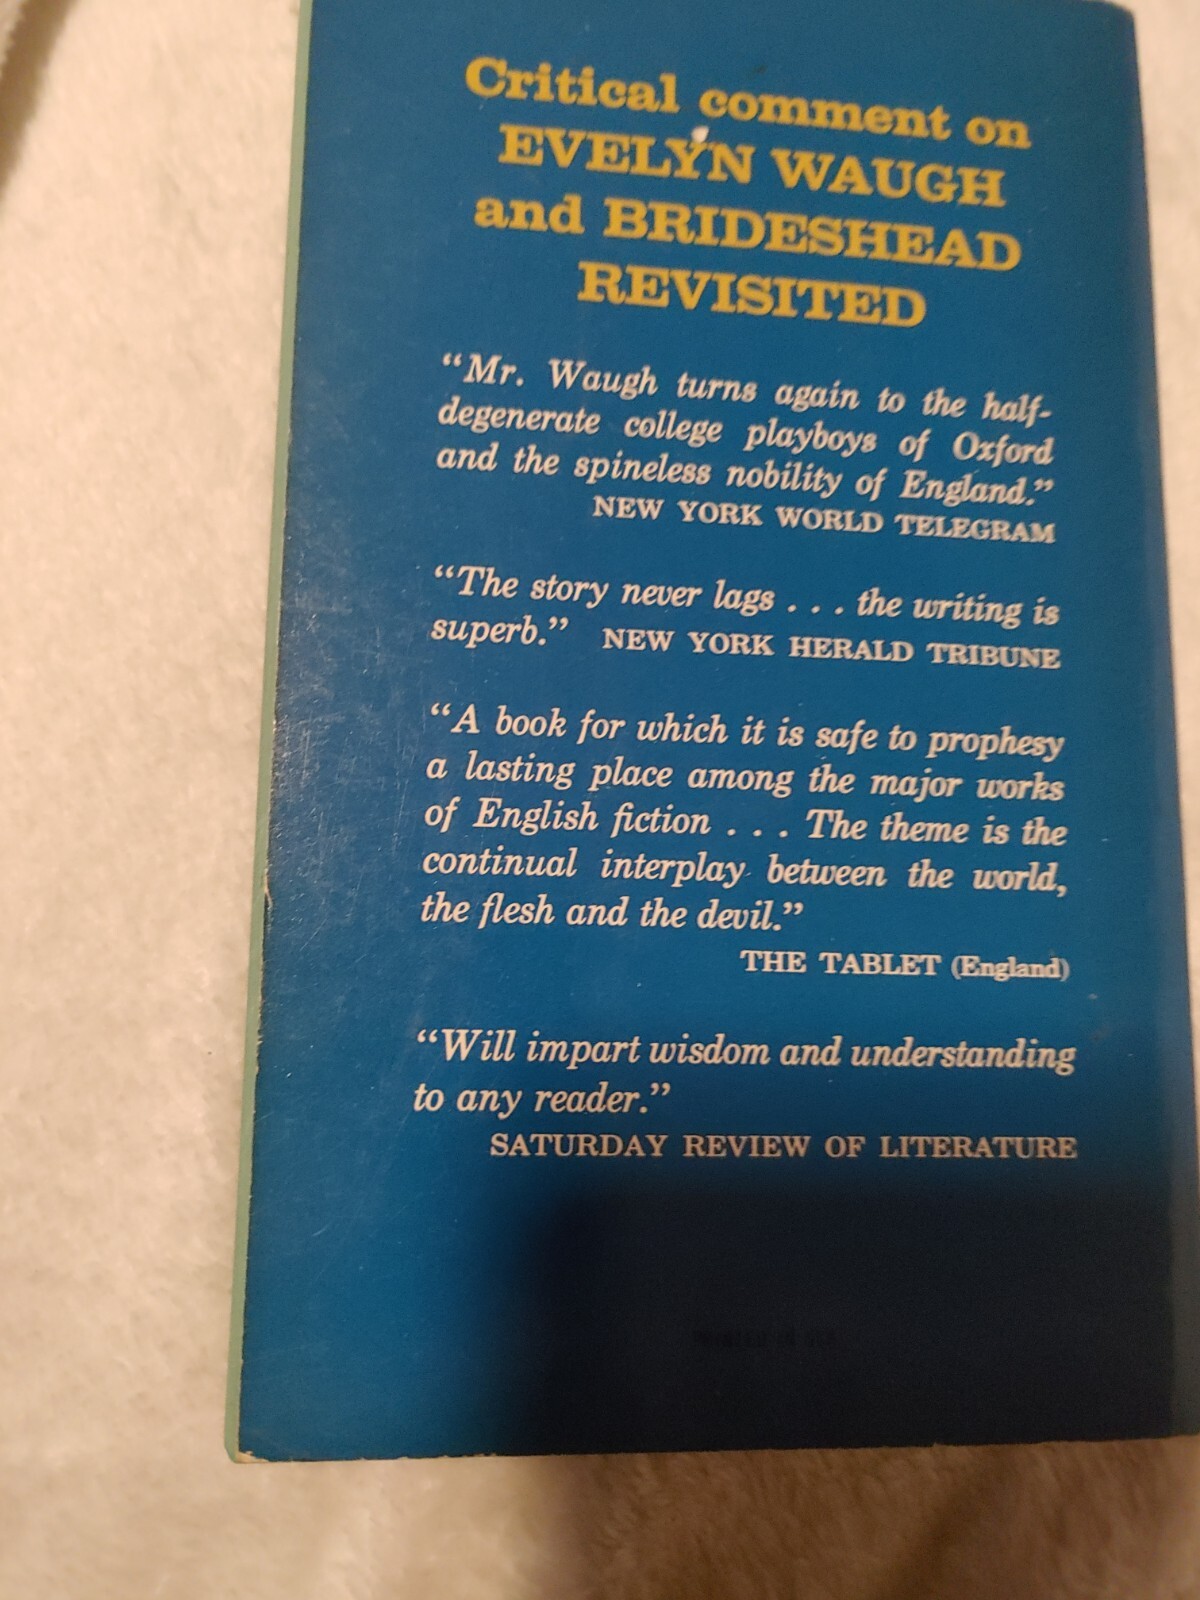 Critical comment on
EVELYN WAUGH
and BRIDESHEAD
REVISITED
“Mr. Waugh turns again to the half-
degenerate college playboys of Oxford
and the spineless nobility of England.”
NEW YORK WORLD TELEGRAM
“The story never lags . . . the writing is
superb.” NEW YORK HERALD TRIBUNE
“A book for which it is safe to prophesy
a lasting place among the major works
of English fiction . . . The theme is the
continual interplay between the world,
the flesh and the devil.”
THE TABLET (England)
“Will impart wisdom and understanding
to any reader.”
SATURDAY REVIEW OF LITERATURE
PRINTED IN USA